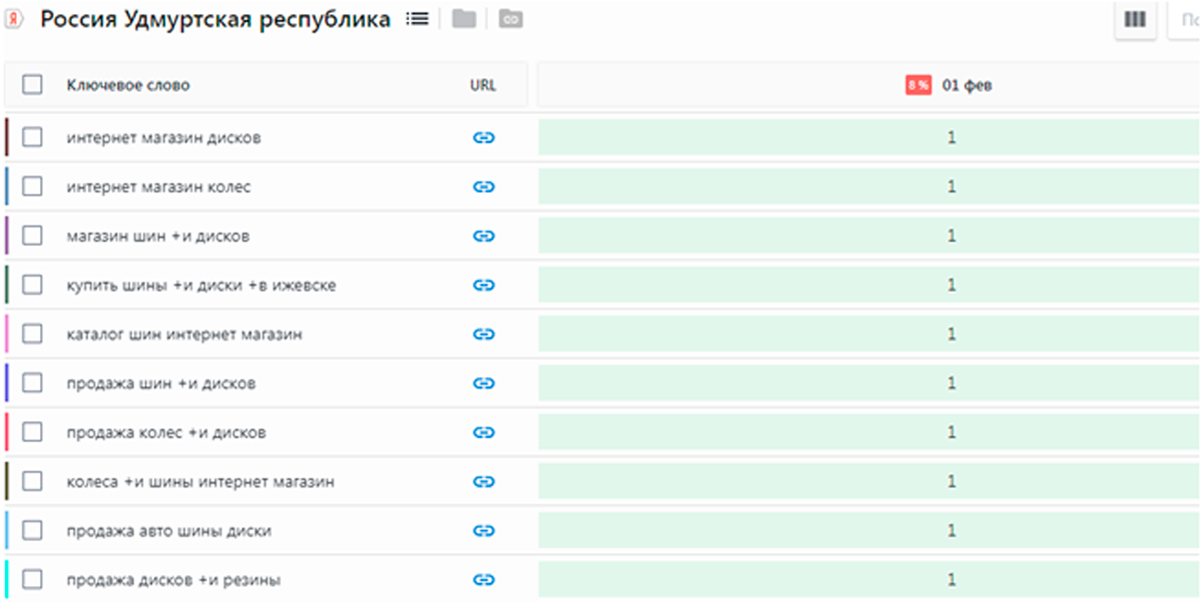 Я Россия Удмуртская республика
Ключевое слово URL 8% 01 фев
интернет магазин дисков 1
интернет магазин колес 1
магазин шин +и дисков 1
купить шины +и диски +в ижевске 1
каталог шин интернет магазин 1
продажа шин +и дисков 1
продажа колес +и дисков 1
колеса +и шины интернет магазин 1
продажа авто шины диски 1
продажа дисков +и резины 1